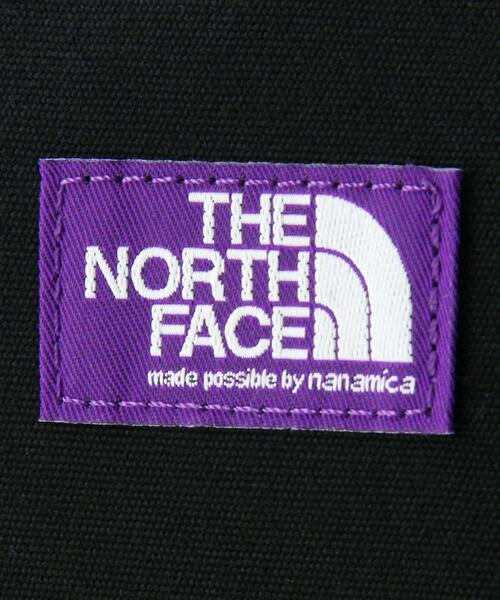 THE
NORTH
FACE
made possible by nanamica